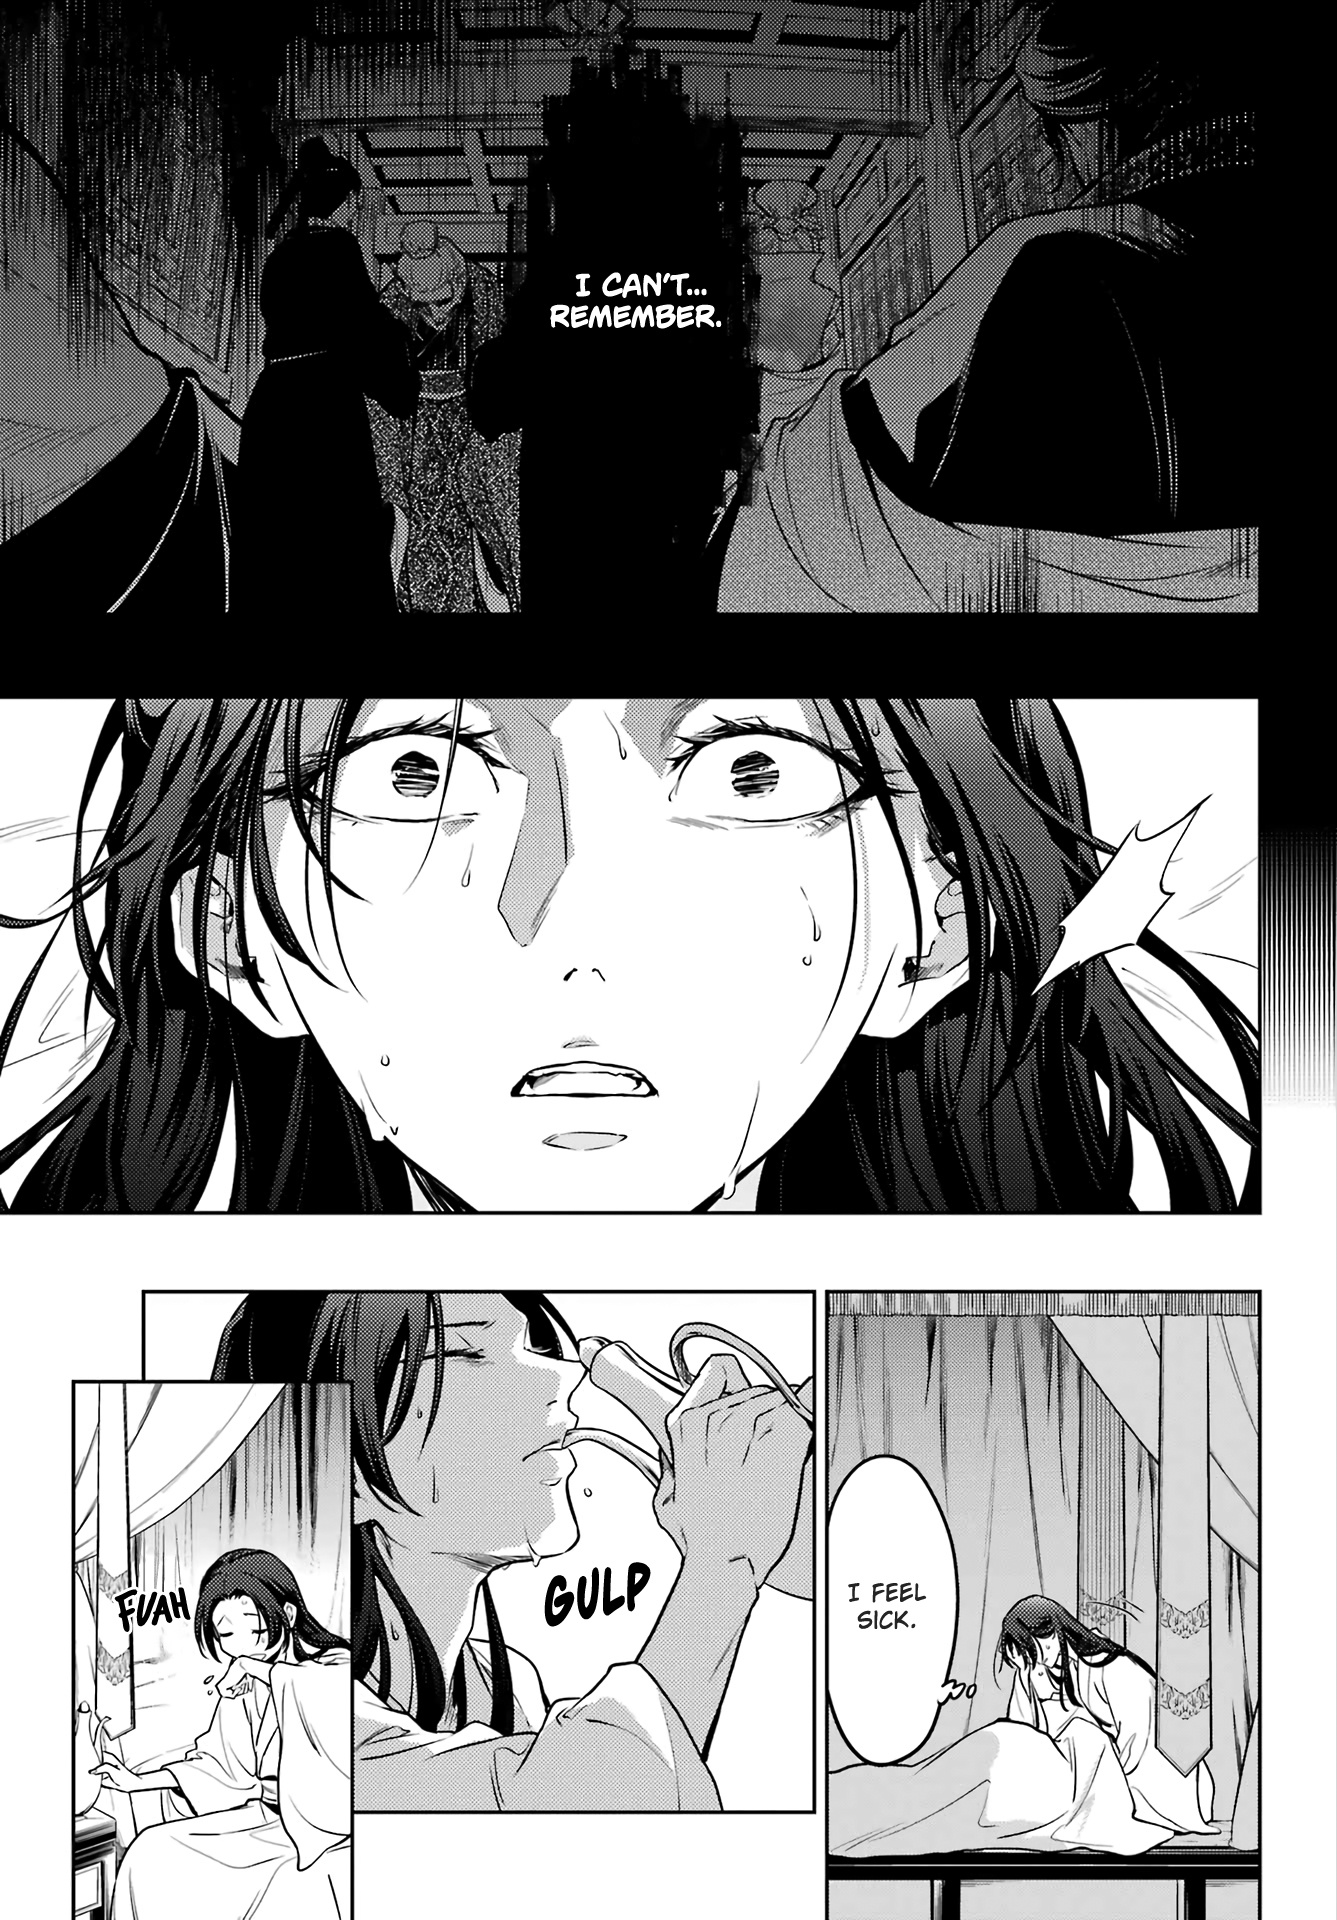 I CAN'T...
REMEMBER.
I FEEL
SICK.
GULP
FUAH